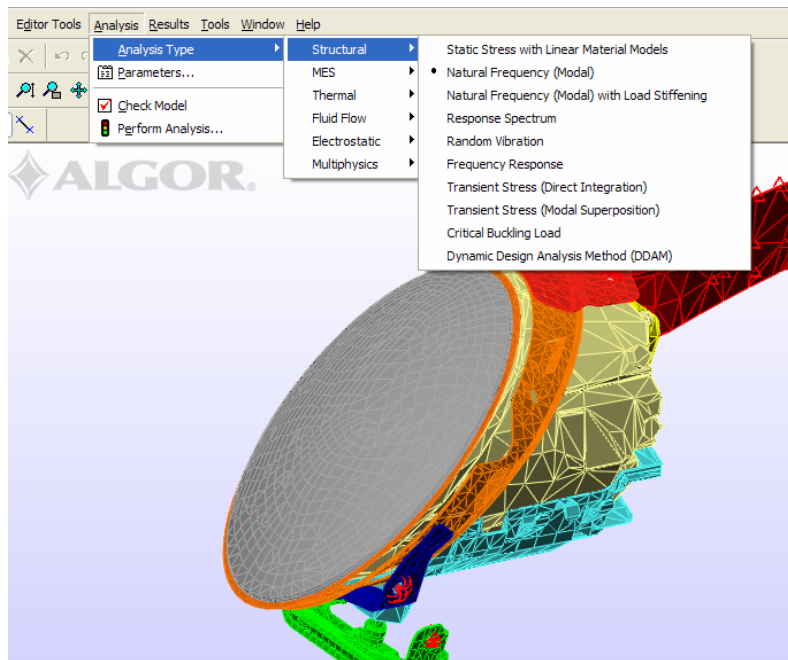 Editor Tools Analysis Results Tools Window Help
Analysis Type
Parameters...
Check Model
Perform Analysis...
Structural
MES
Thermal
Fluid Flow
Electrostatic
Multiphysics
Static Stress with Linear Material Models
Natural Frequency (Modal)
Natural Frequency (Modal) with Load Stiffening
Response Spectrum
Random Vibration
Frequency Response
Transient Stress (Direct Integration)
Transient Stress (Modal Superposition)
Critical Buckling Load
Dynamic Design Analysis Method (DDAM)
ALGOR®